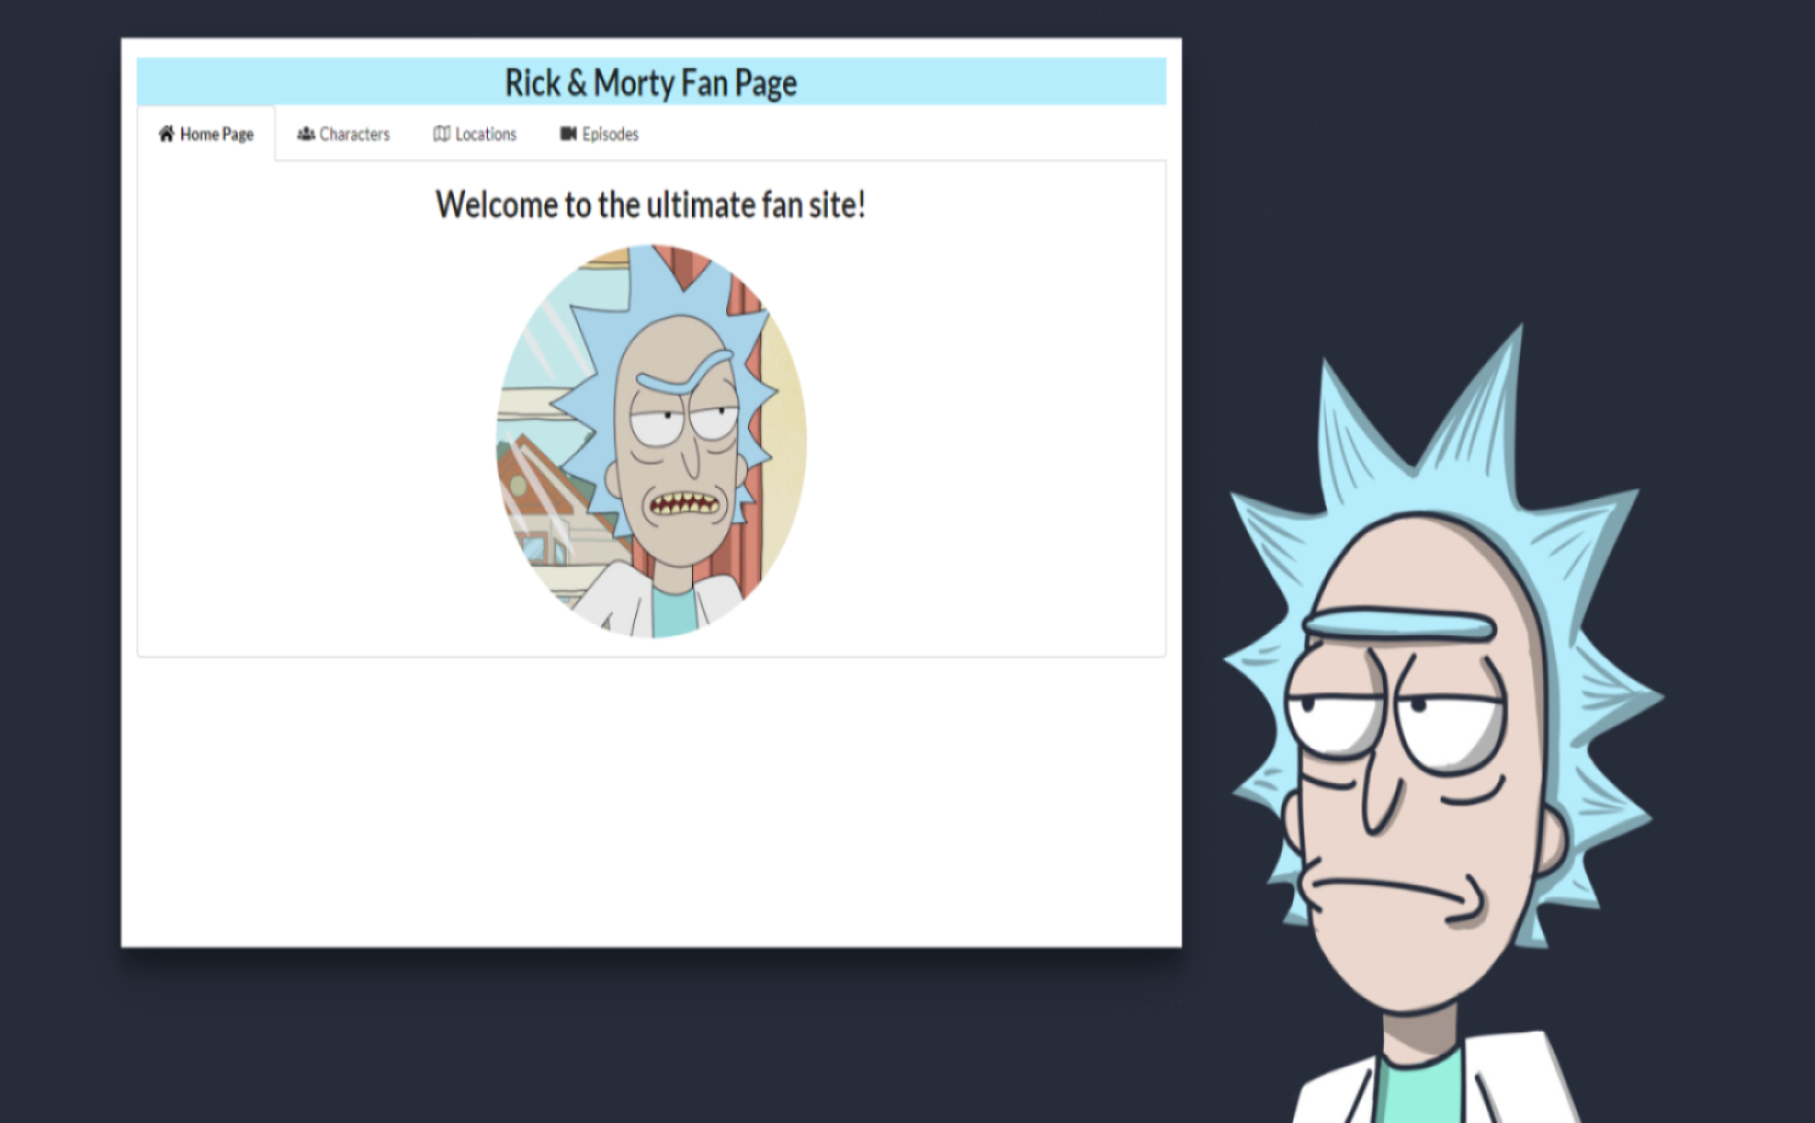 Rick & Morty Fan Page
Home Page Characters Locations Episodes
Welcome to the ultimate fan site!